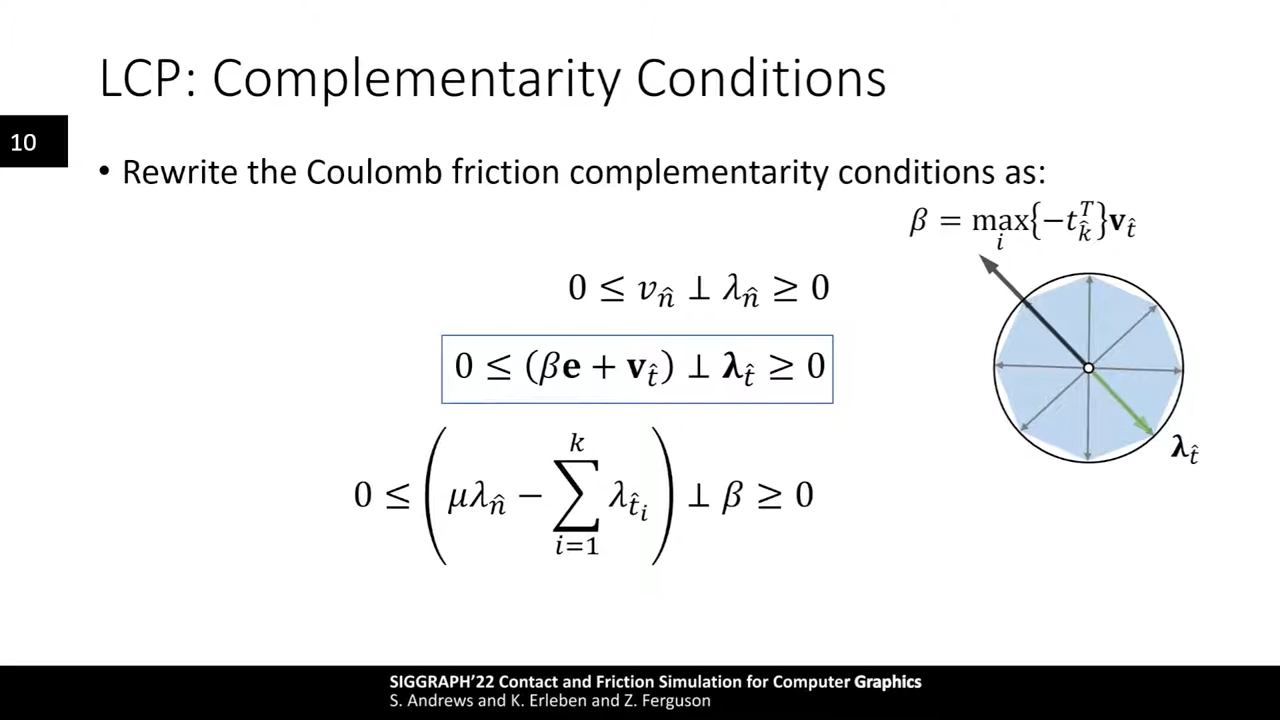 LCP: Complementarity Conditions
10
• Rewrite the Coulomb friction complementarity conditions as:
β = max{−t_k̂^T}v_t̂
i
0 ≤ v_n̂ ⊥ λ_n̂ ≥ 0
0 ≤ (βe + v_t̂) ⊥ λ_t̂ ≥ 0
λ_t̂
0 ≤ (μλ_n̂ − ∑_{i=1}^{k} λ_t̂_i) ⊥ β ≥ 0
SIGGRAPH'22 Contact and Friction Simulation for Computer Graphics
S. Andrews and K. Erleben and Z. Ferguson